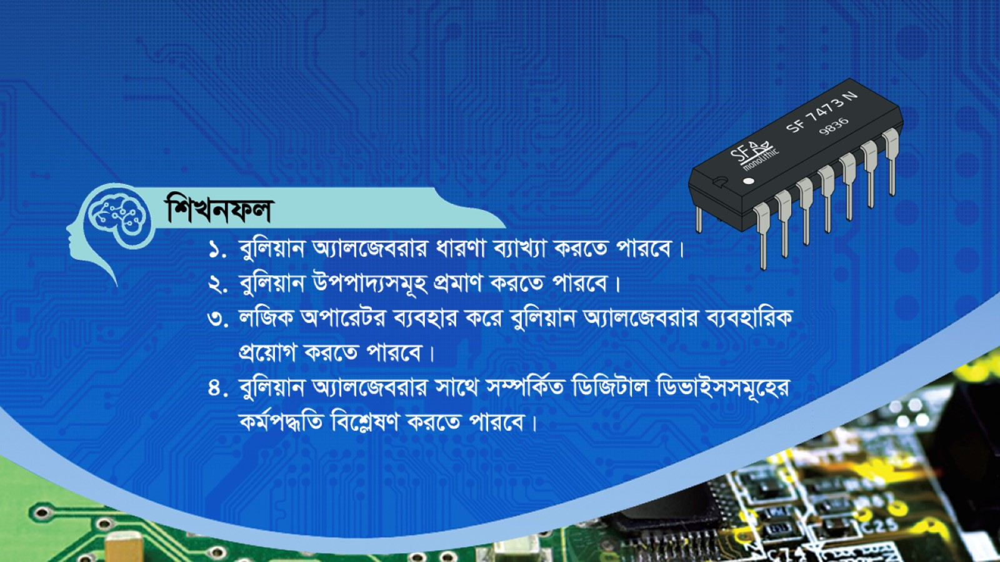 SF 7473 N
9836
SF
monolithic
শিখনফল
১. বুলিয়ান অ্যালজেবরার ধারণা ব্যাখ্যা করতে পারবে।
২. বুলিয়ান উপপাদ্যসমূহ প্রমাণ করতে পারবে।
৩. লজিক অপারেটর ব্যবহার করে বুলিয়ান অ্যালজেবরার ব্যবহারিক
প্রয়োগ করতে পারবে।
৪. বুলিয়ান অ্যালজেবরার সাথে সম্পর্কিত ডিজিটাল ডিভাইসসমূহের
কর্মপদ্ধতি বিশ্লেষণ করতে পারবে।
C25